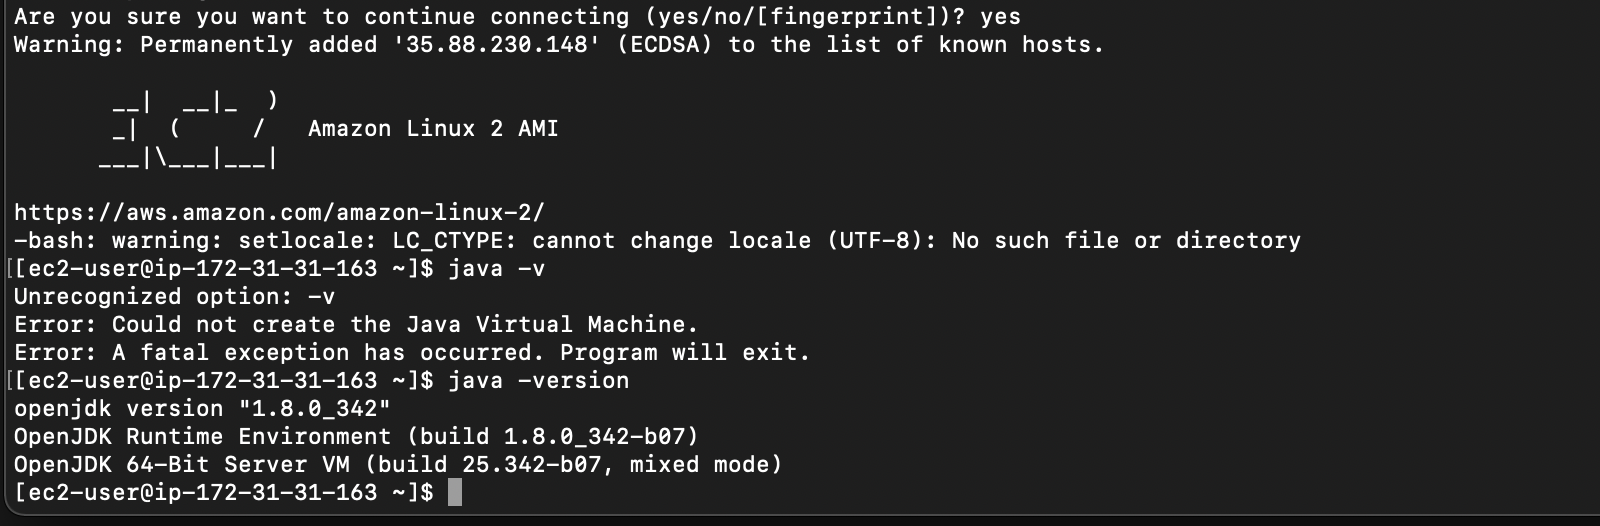 Are you sure you want to continue connecting (yes/no/[fingerprint])? yes
Warning: Permanently added '35.88.230.148' (ECDSA) to the list of known hosts.
       __|  __|_  )
       _|  (     /   Amazon Linux 2 AMI
      ___|\___|___|
https://aws.amazon.com/amazon-linux-2/
-bash: warning: setlocale: LC_CTYPE: cannot change locale (UTF-8): No such file or directory
[[ec2-user@ip-172-31-31-163 ~]$ java -v
Unrecognized option: -v
Error: Could not create the Java Virtual Machine.
Error: A fatal exception has occurred. Program will exit.
[[ec2-user@ip-172-31-31-163 ~]$ java -version
openjdk version "1.8.0_342"
OpenJDK Runtime Environment (build 1.8.0_342-b07)
OpenJDK 64-Bit Server VM (build 25.342-b07, mixed mode)
[ec2-user@ip-172-31-31-163 ~]$